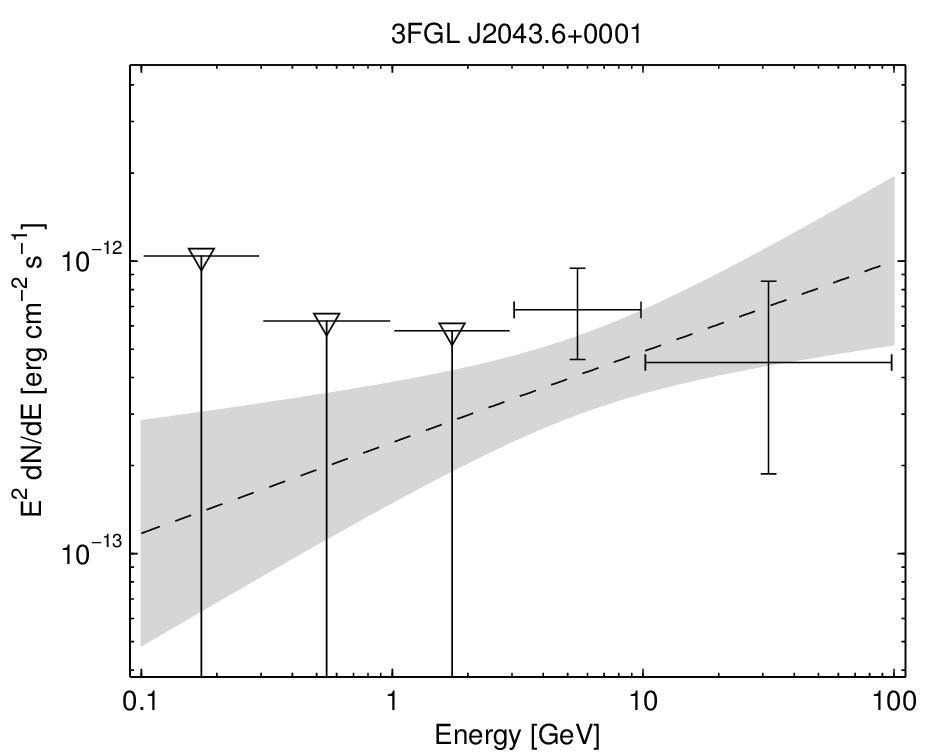 3FGL J2043.6+0001
E² dN/dE [erg cm⁻² s⁻¹]
10⁻¹²
10⁻¹³
0.1 1 10 100
Energy [GeV]